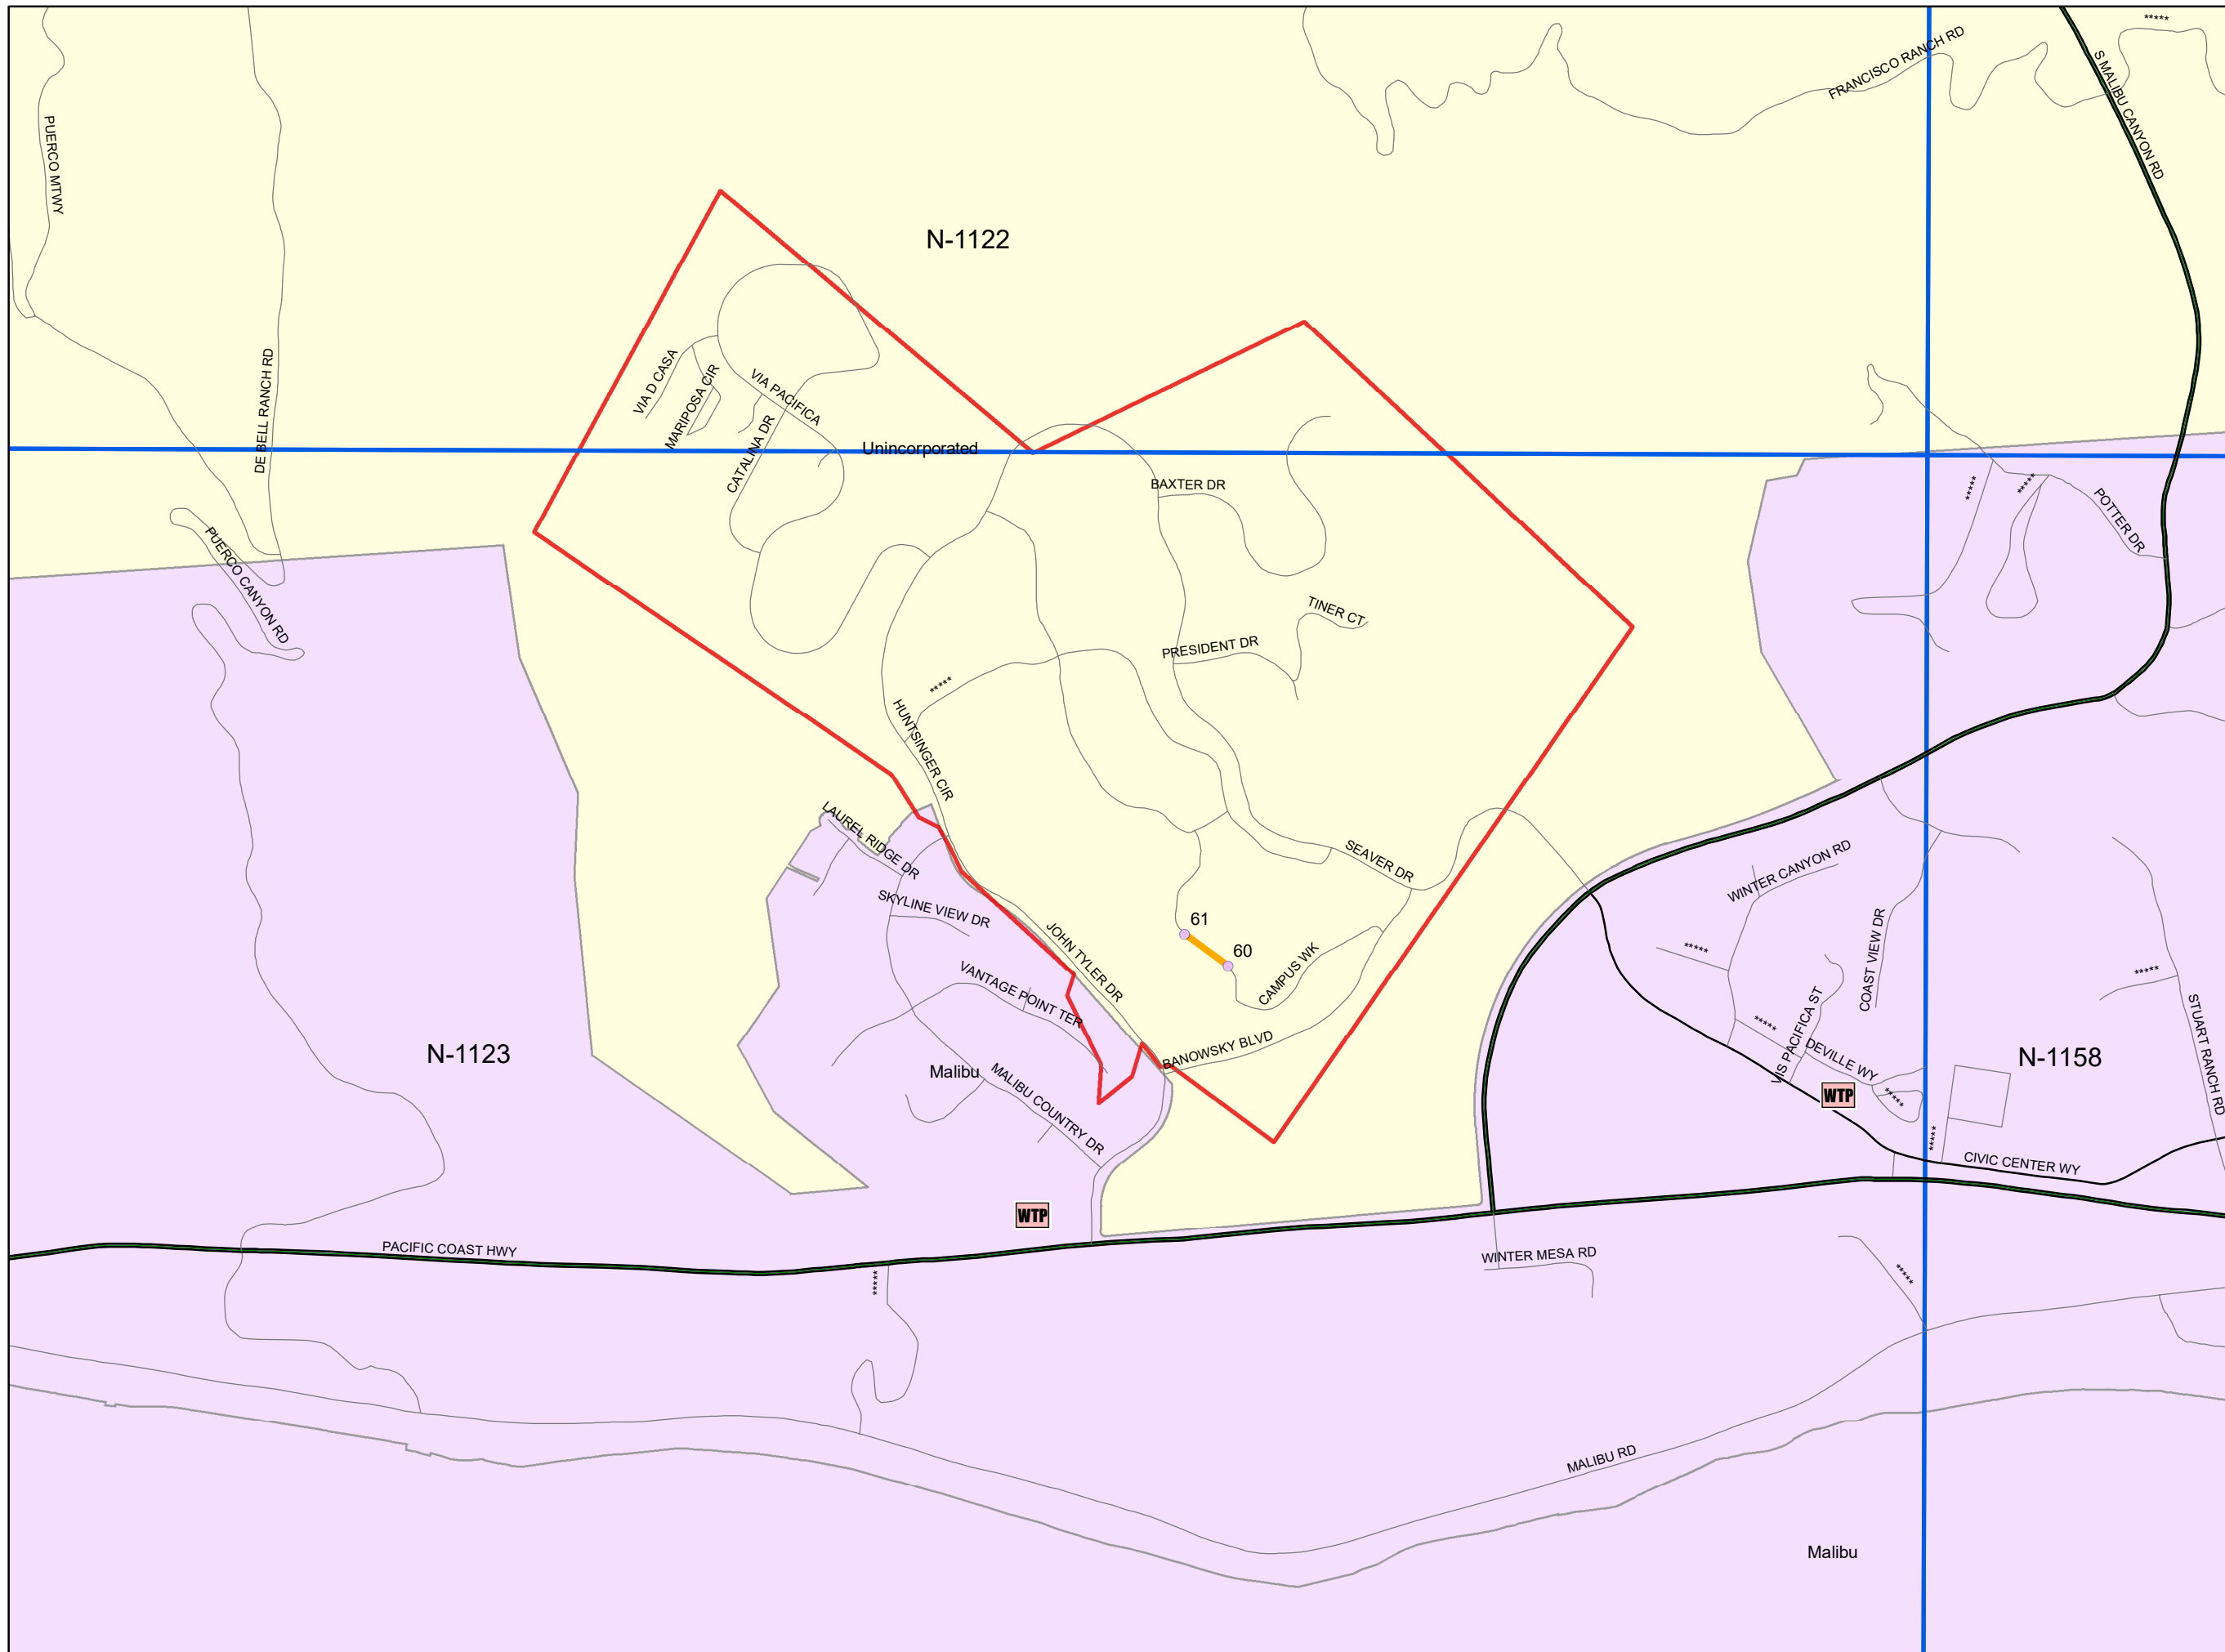 *****
FRANCISCO RANCH RD
S MALIBU CANYON RD
PUERCO MTWY
N-1122
DE BELL RANCH RD
VIA D CASA
MARIPOSA CIR
VIA PACIFICA
CATALINA DR
Unincorporated
BAXTER DR
*****
*****
POTTER DR
PUERCO CANYON RD
TINER CT
PRESIDENT DR
*****
HUNTSINGER CIR
LAUREL RIDGE DR
SEAVER DR
WINTER CANYON RD
SKYLINE VIEW DR
61
60
JOHN TYLER DR
CAMPUS WK
COAST VIEW DR
*****
*****
VANTAGE POINT TER
VIS PACIFICA ST
*****
STUART RANCH RD
N-1123
BANOWSKY BLVD
DEVILLE WY
N-1158
Malibu
MALIBU COUNTRY DR
WTP
*****
*****
CIVIC CENTER WY
WTP
PACIFIC COAST HWY
WINTER MESA RD
*****
*****
MALIBU RD
Malibu